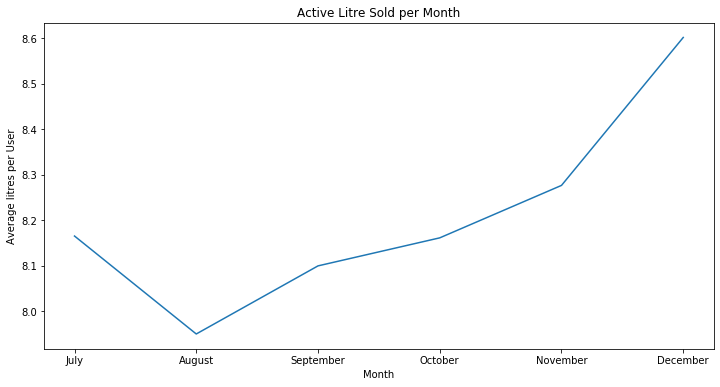 Active Litre Sold per Month
Average litres per User
8.6
8.5
8.4
8.3
8.2
8.1
8.0
July August September October November December
Month